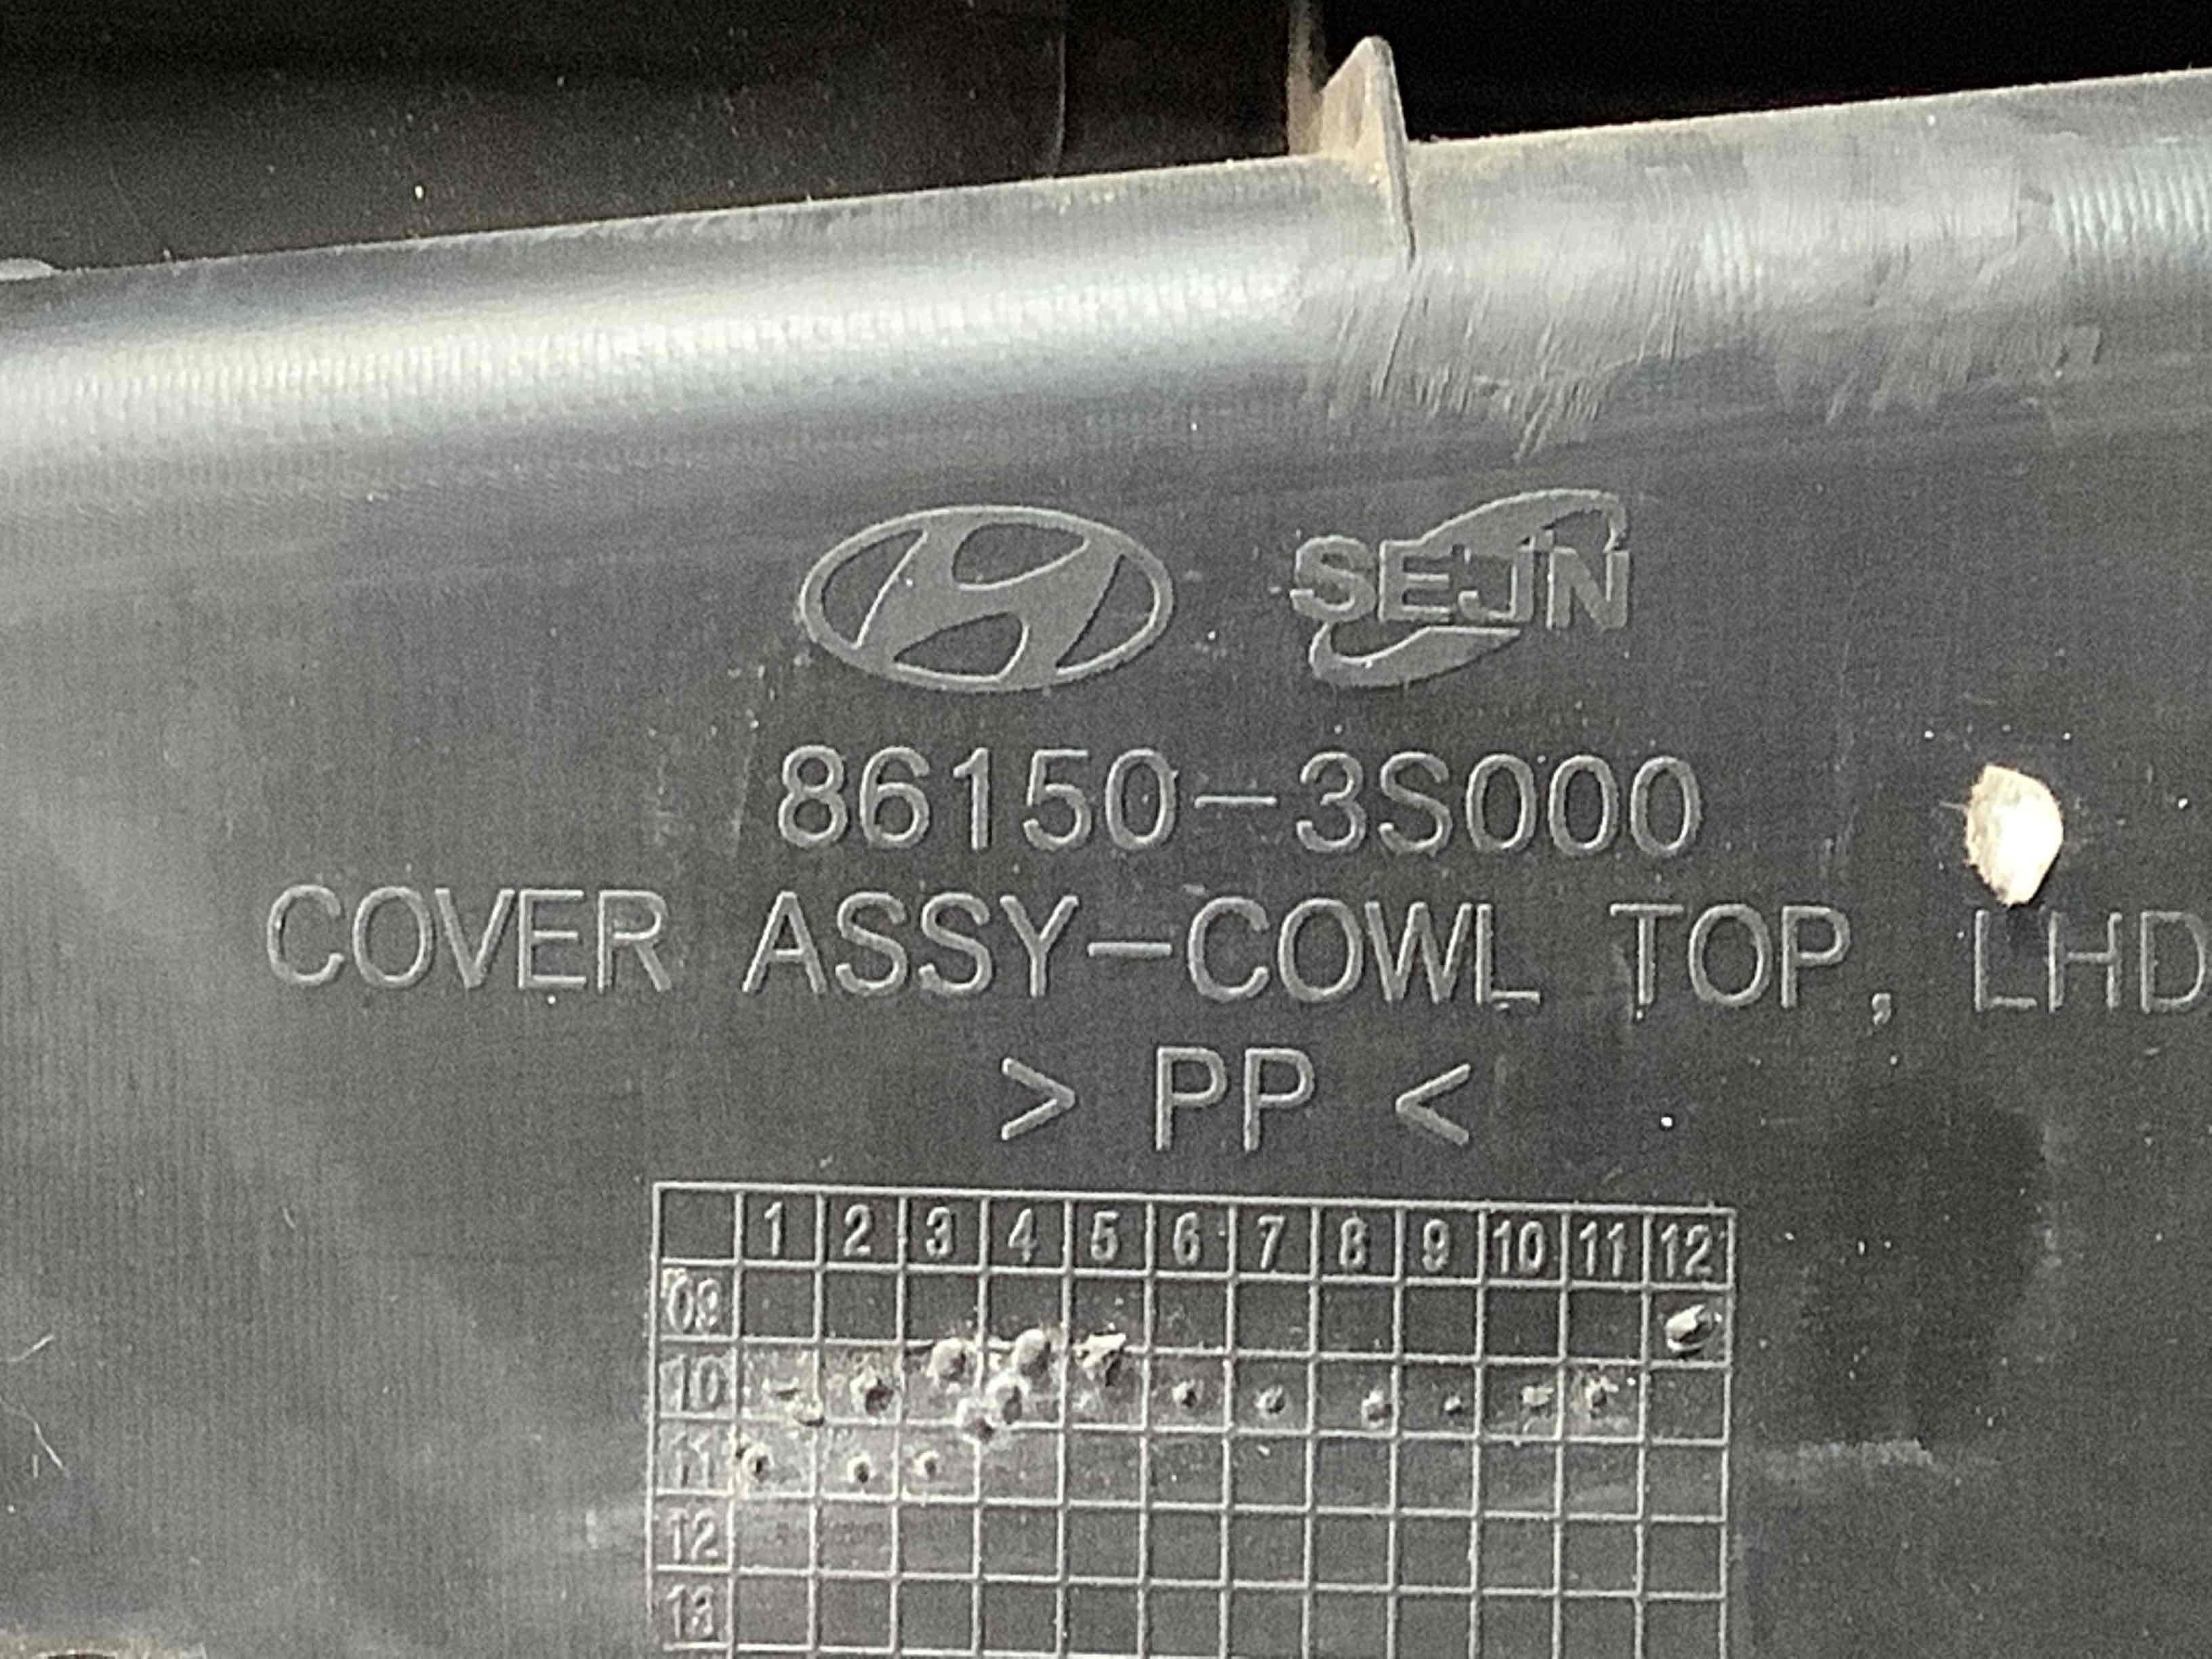 SEJIN
86150-3S000
COVER ASSY-COWL TOP, LHD
> PP <
1 2 3 4 5 6 7 8 9 10 11 12
'09
10
11
12
13